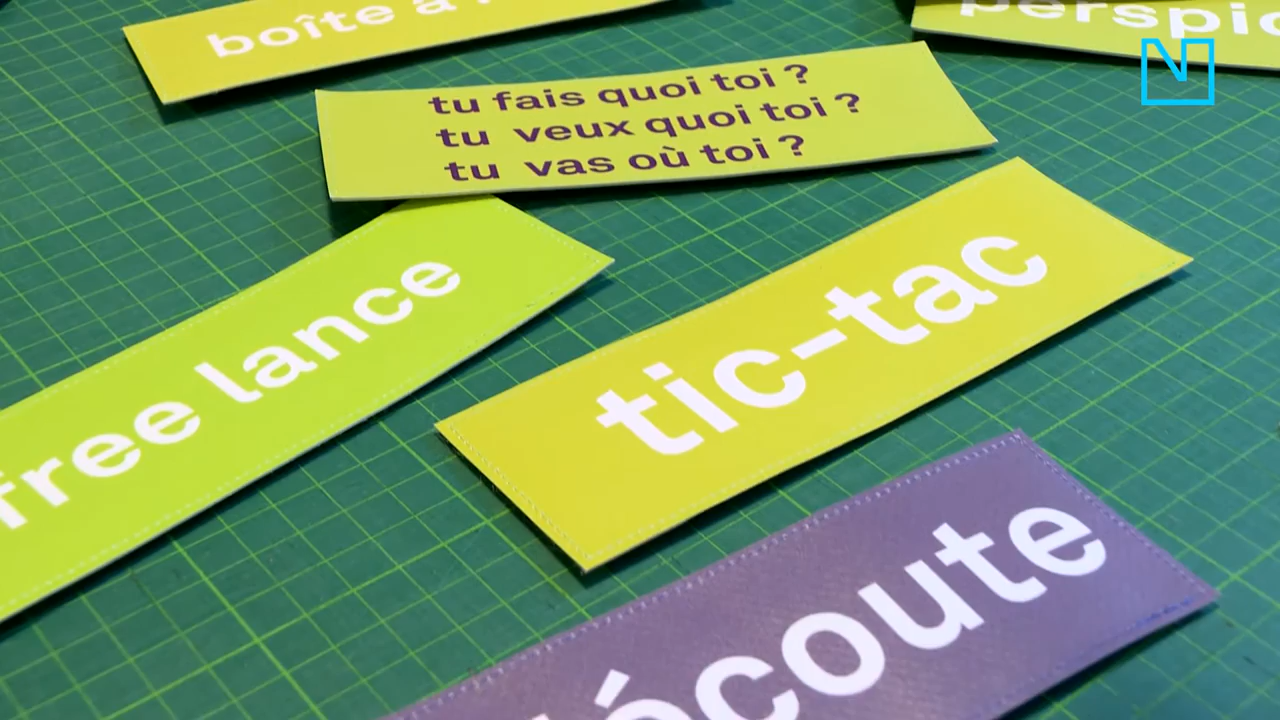 boîte à
tu fais quoi toi ?
tu veux quoi toi ?
tu vas où toi ?
free lance
tic-tac
écoute